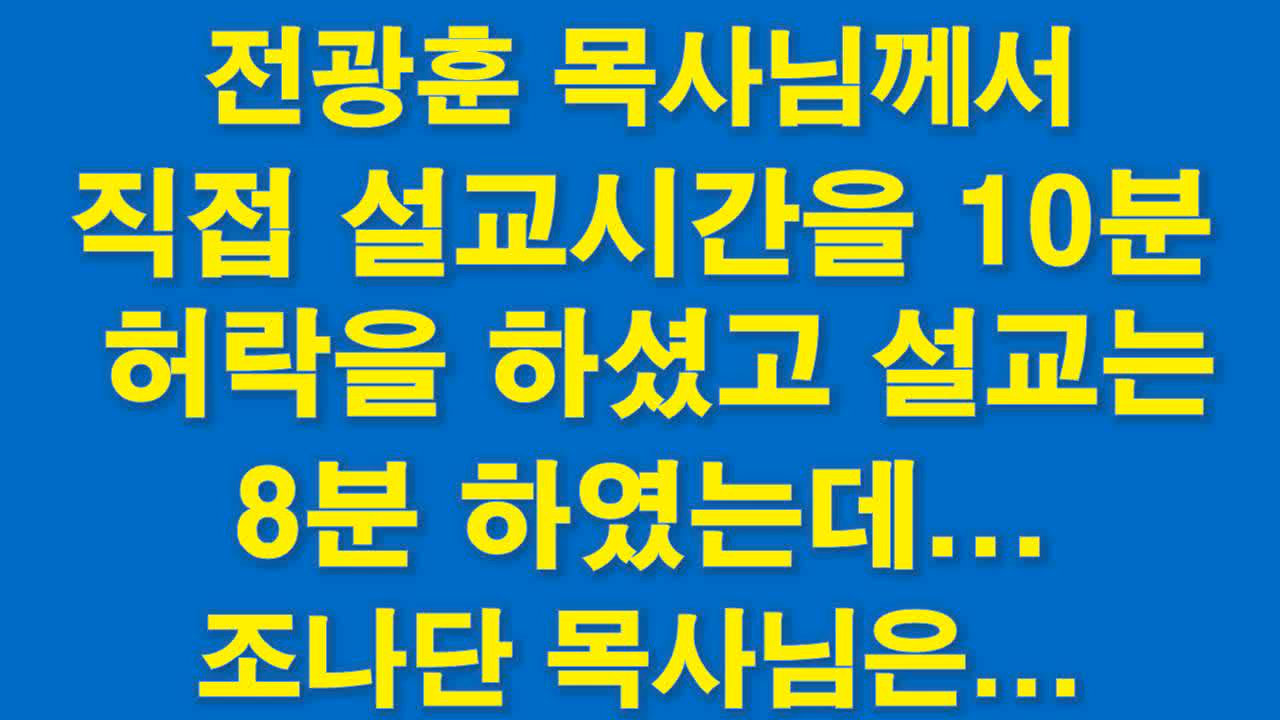 전광훈 목사님께서
직접 설교시간을 10분
허락을 하셨고 설교는
8분 하였는데...
조나단 목사님은...